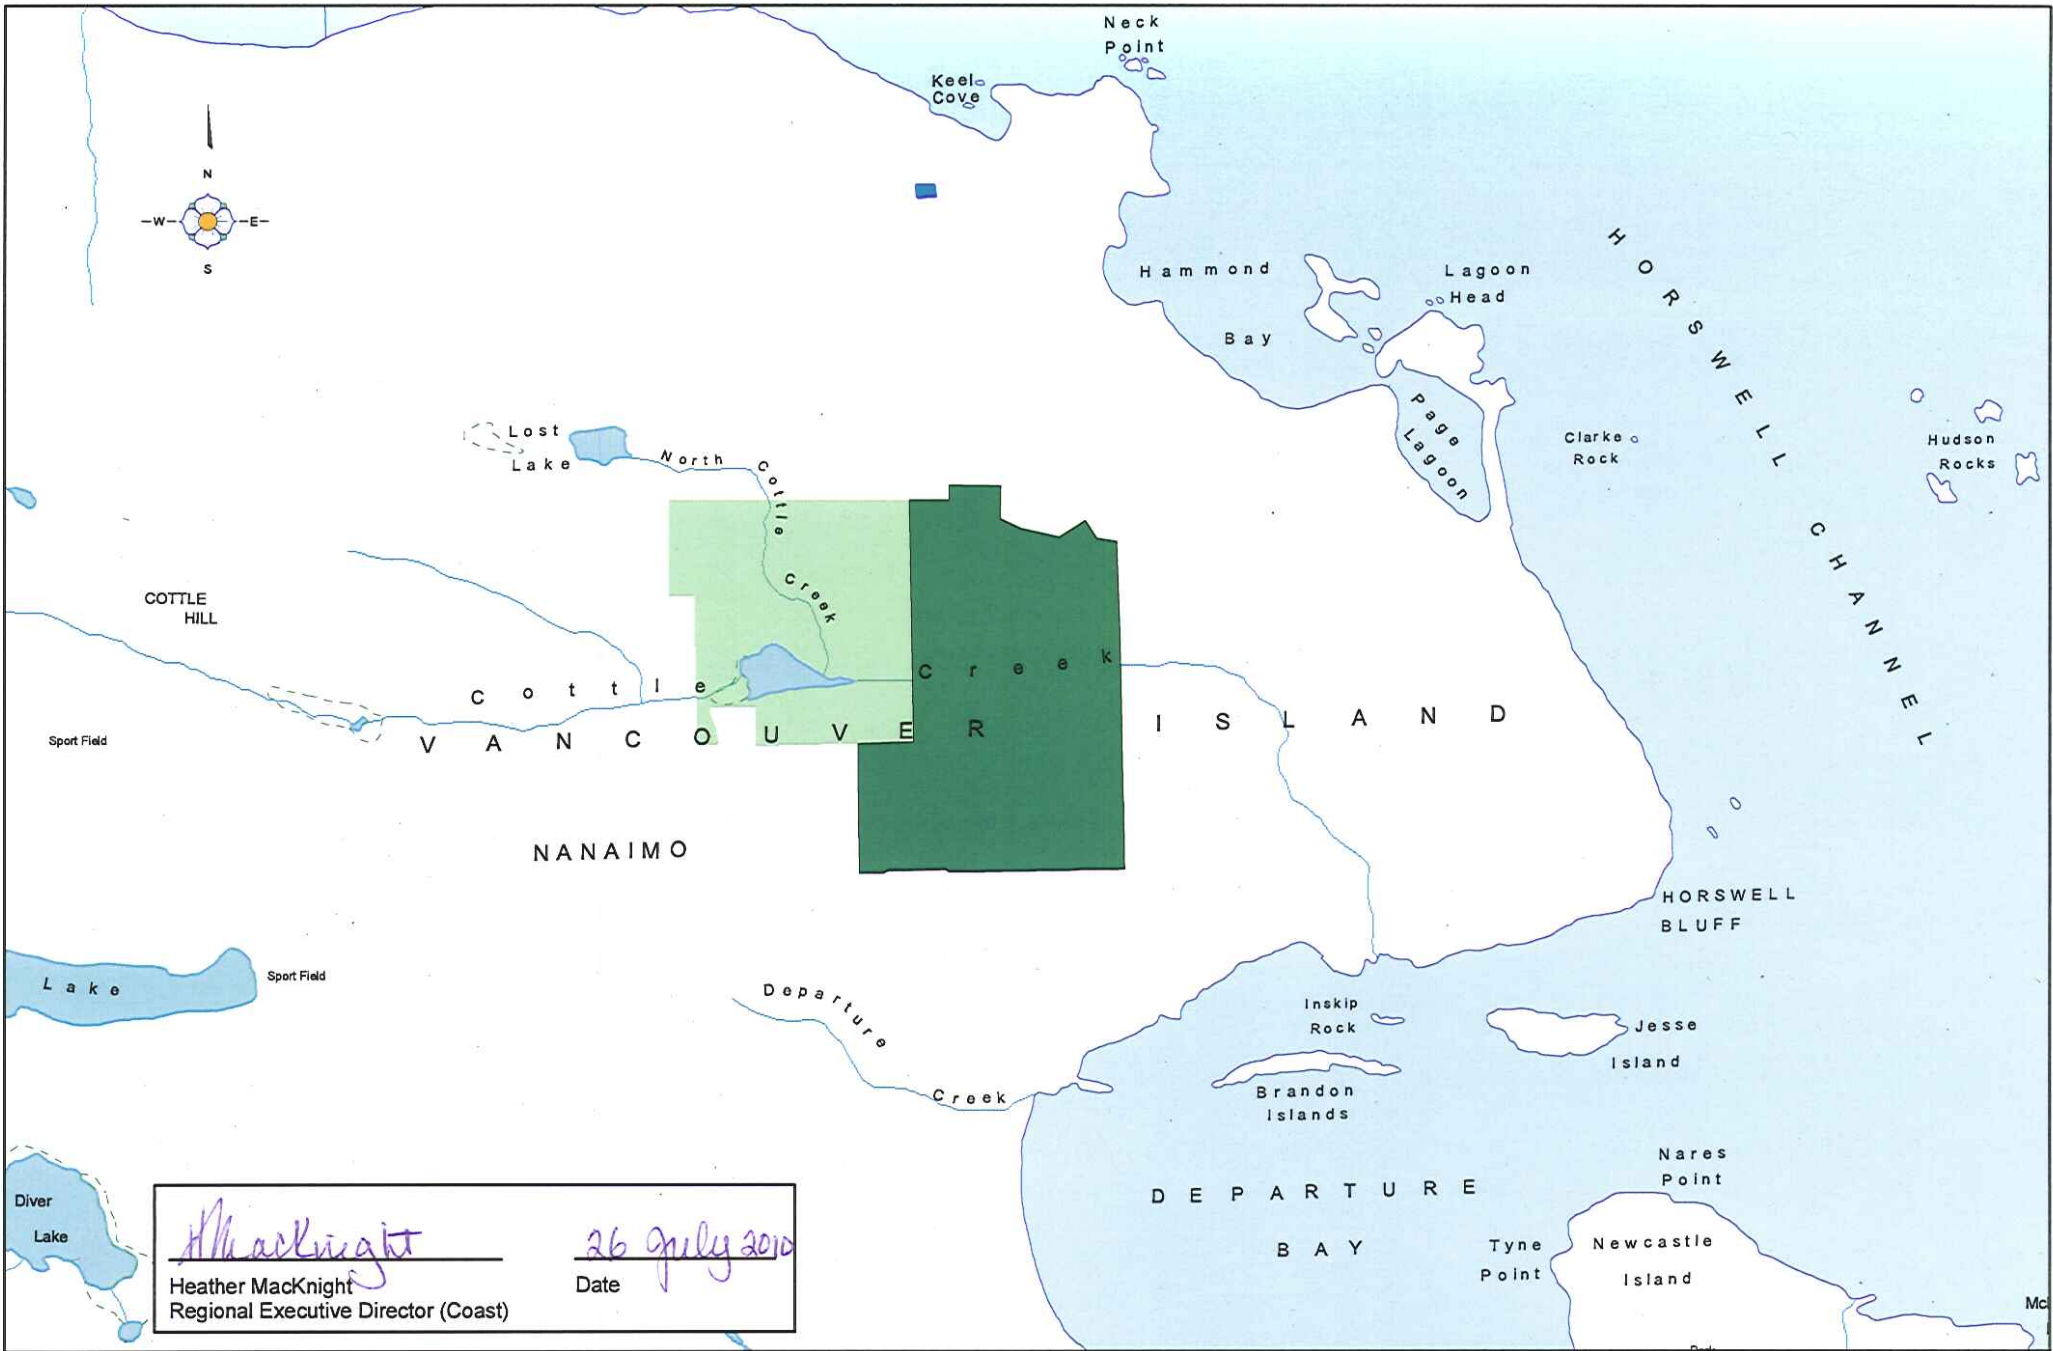 Neck
Point
Keel
Cove
N
W
E
S
Hammond
Bay
Lagoon
Head
HORSWELL CHANNEL
Page
Lagoon
Clarke
Rock
Hudson
Rocks
Lost
Lake
North Cottle Creek
COTTLE
HILL
Cottle Creek
Sport Field
VANCOUVER ISLAND
NANAIMO
HORSWELL
BLUFF
Lake
Sport Field
Departure Creek
Inskip
Rock
Jesse
Island
Brandon
Islands
Nares
Point
DEPARTURE
BAY
Tyne
Point
Newcastle
Island
Diver
Lake
HMacKnight
26 July 2010
Heather MacKnight
Date
Regional Executive Director (Coast)